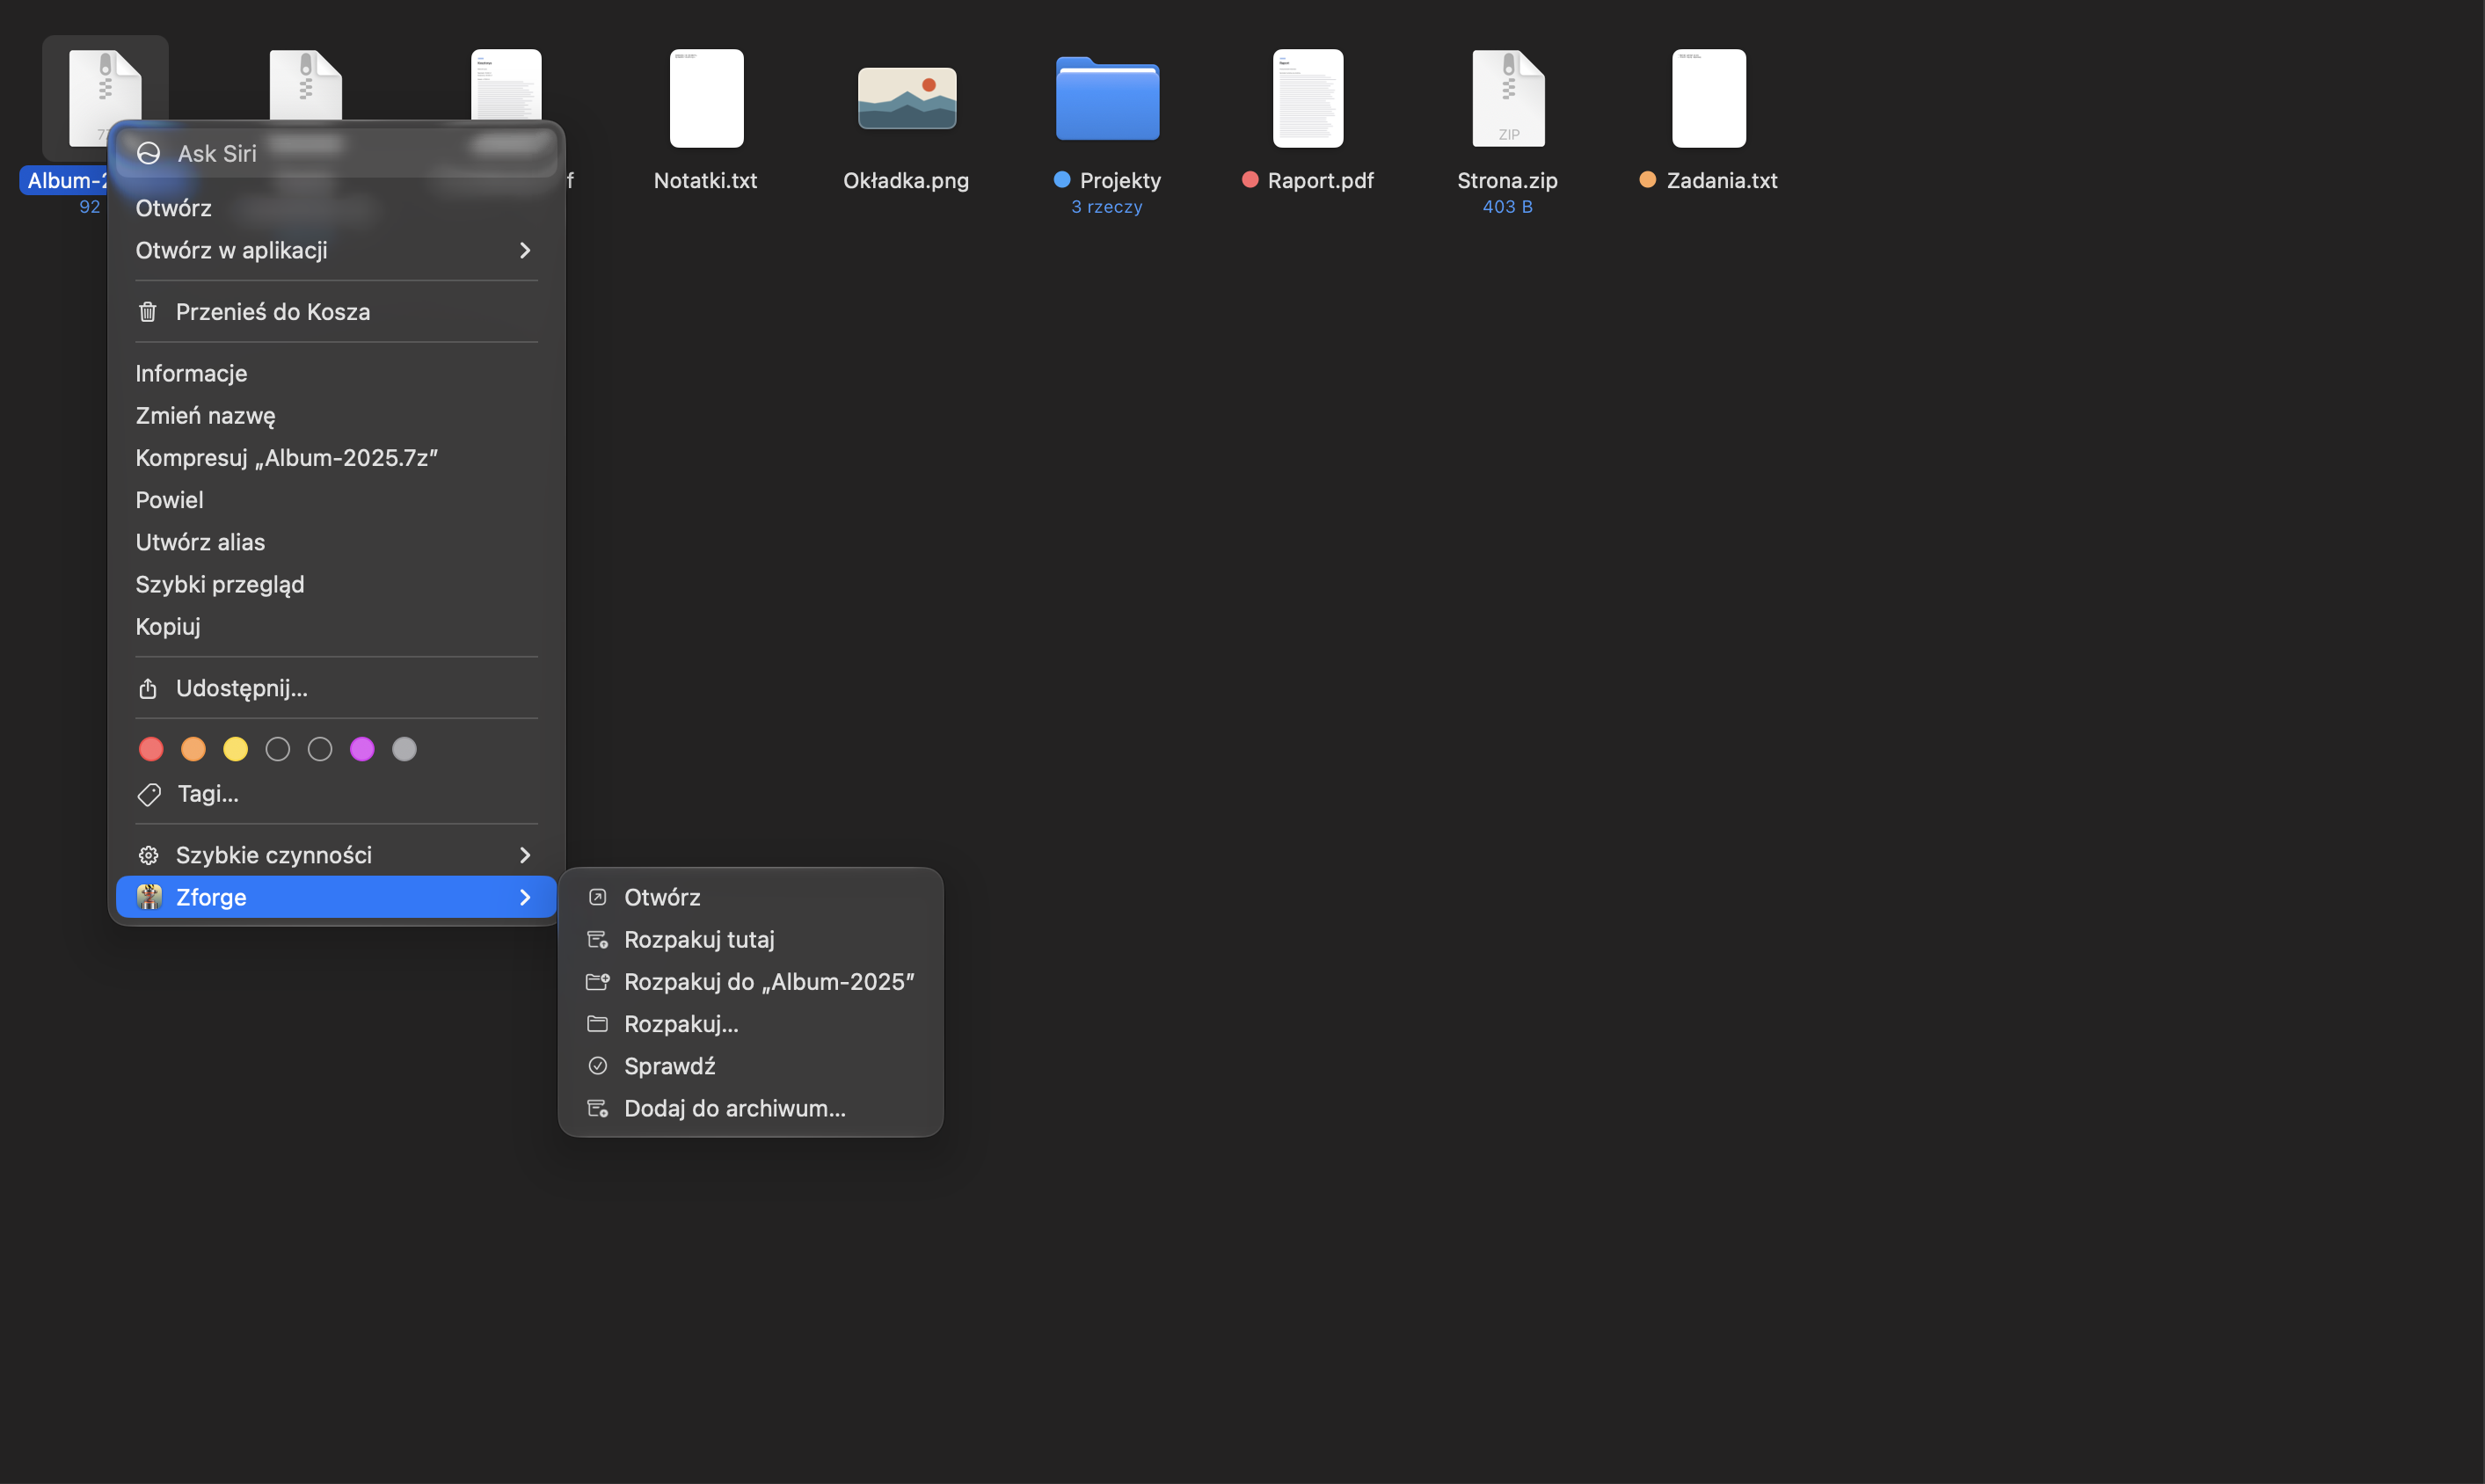 Album-2
92
f
Notatki.txt
Okładka.png
Projekty
3 rzeczy
Raport.pdf
ZIP
Strona.zip
403 B
Zadania.txt
Ask Siri
Otwórz
Otwórz w aplikacji
Przenieś do Kosza
Informacje
Zmień nazwę
Kompresuj „Album-2025.7z”
Powiel
Utwórz alias
Szybki przegląd
Kopiuj
Udostępnij...
Tagi...
Szybkie czynności
Zforge
Otwórz
Rozpakuj tutaj
Rozpakuj do „Album-2025”
Rozpakuj...
Sprawdź
Dodaj do archiwum...